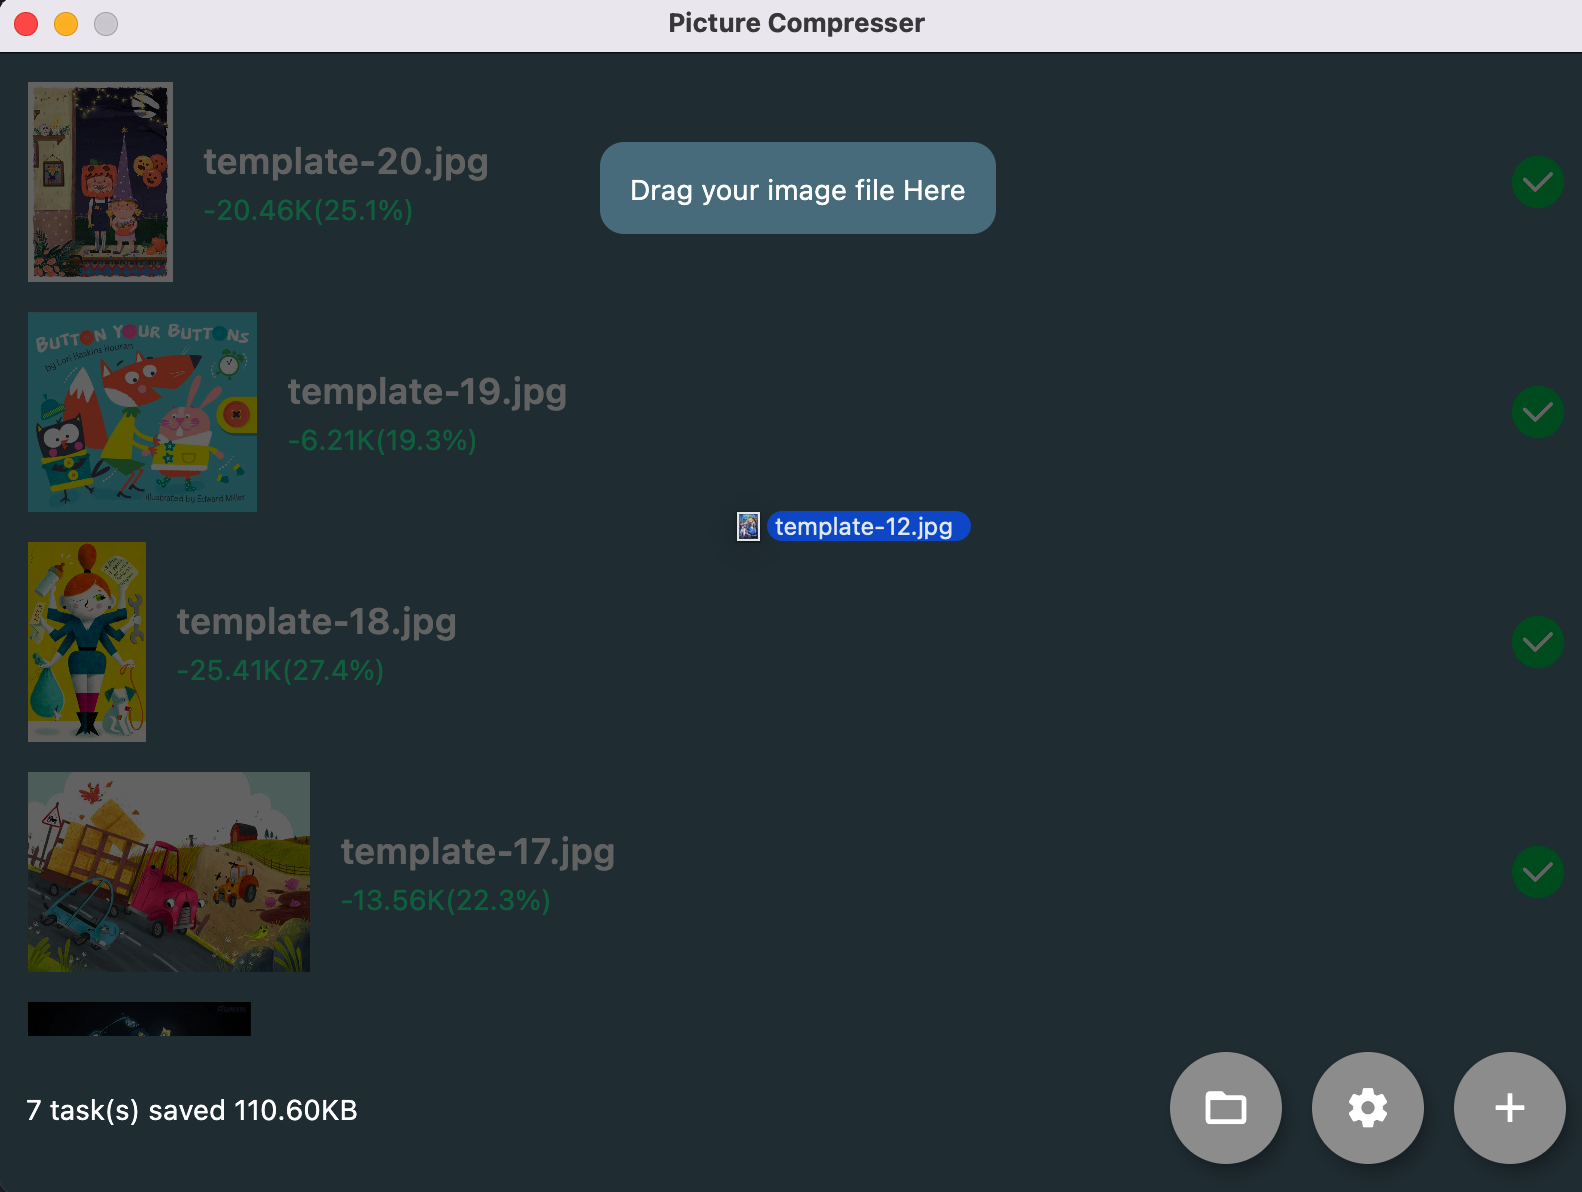 Picture Compresser
template-20.jpg
-20.46K(25.1%)
Drag your image file Here
BUTTON YOUR BUTTONS
by Lori Haskins Houran
illustrated by Edward Miller
template-19.jpg
-6.21K(19.3%)
template-12.jpg
template-18.jpg
-25.41K(27.4%)
template-17.jpg
-13.56K(22.3%)
7 task(s) saved 110.60KB